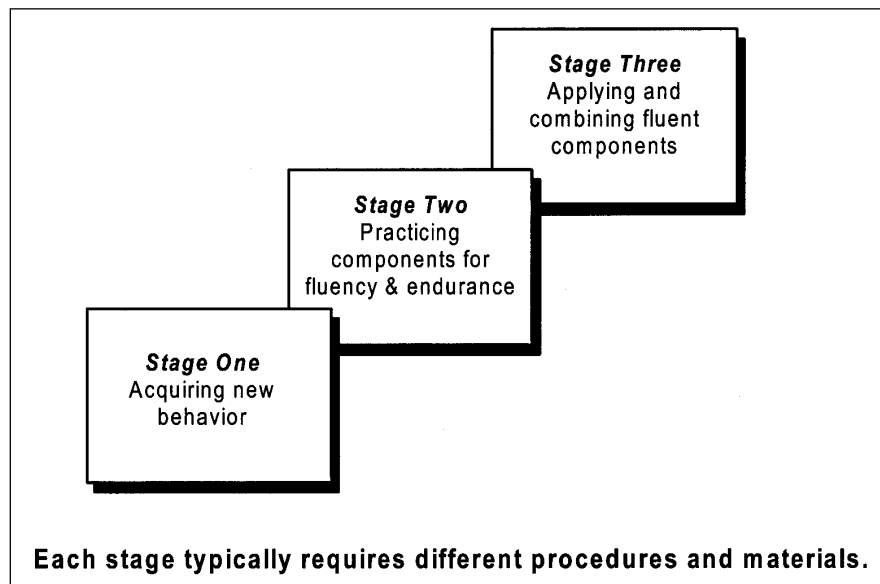 Stage Three
Applying and
combining fluent
components
Stage Two
Practicing
components for
fluency & endurance
Stage One
Acquiring new
behavior
Each stage typically requires different procedures and materials.